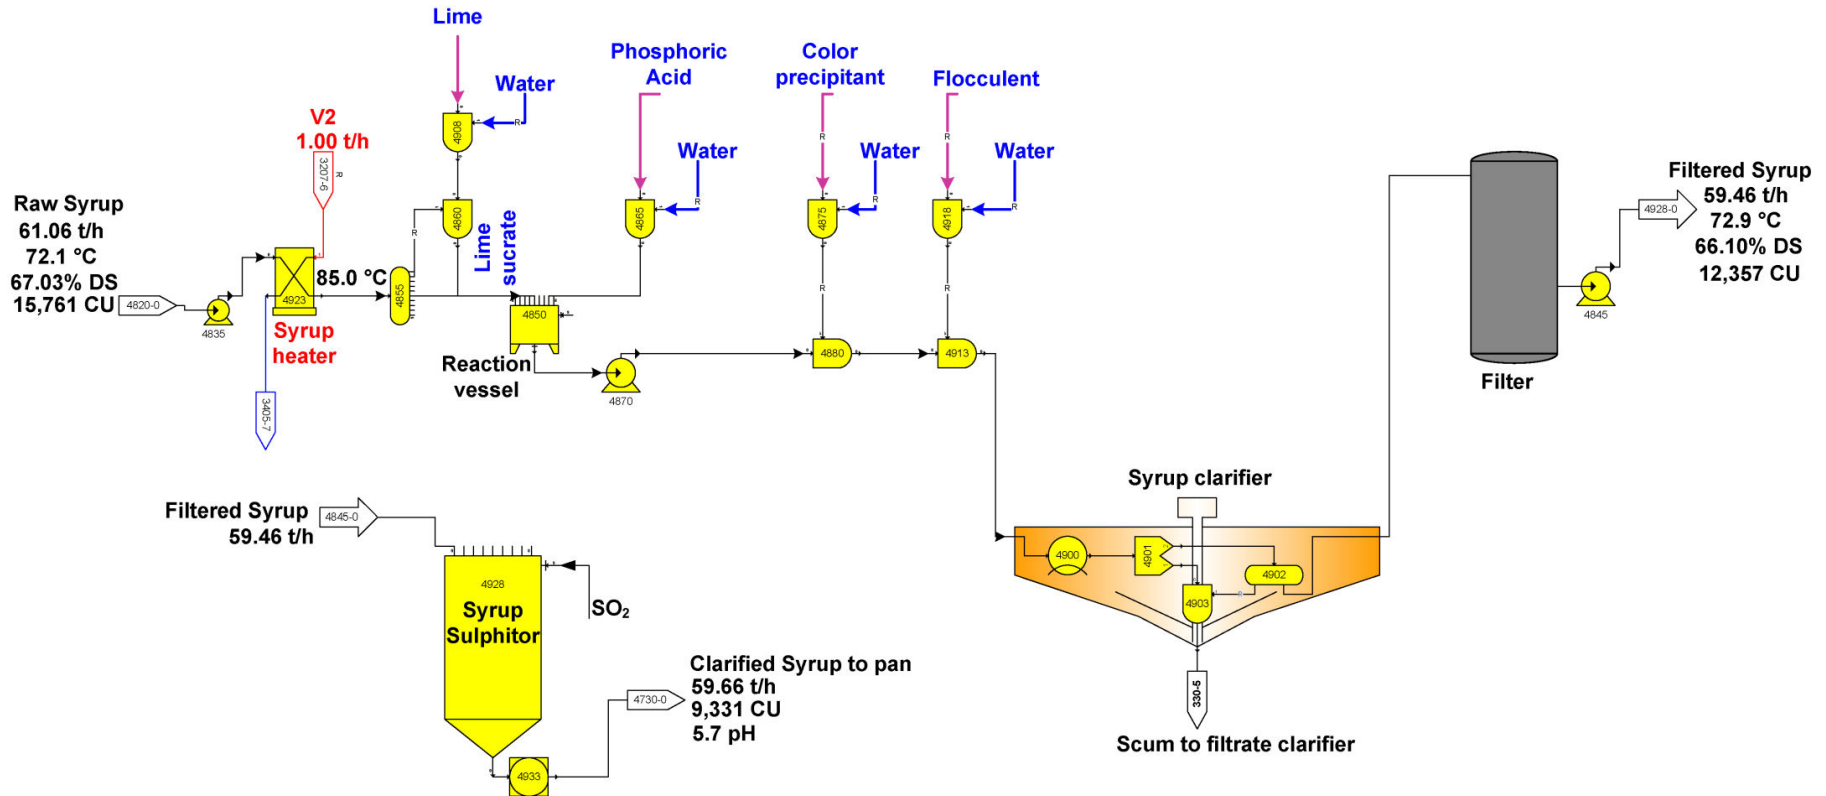 Lime
Water
V2
1.00 t/h
3207-6
R
4908
R
Phosphoric
Acid
Water
Color
precipitant
Water
Flocculent
Water
R
R
R
R
R
R
R
R
4860
4865
4875
4918
Raw Syrup
61.06 t/h
72.1 °C
67.03% DS
15,761 CU
4820-0
4835
4923
Syrup
heater
85.0 °C
4855
Lime
sucrate
4850
Reaction
vessel
4870
4880
4913
3405-7
Filter
Filtered Syrup
59.46 t/h
72.9 °C
66.10% DS
12,357 CU
4928-0
4845
Syrup clarifier
4900
4901
2
1
4902
R
4903
330-5
Scum to filtrate clarifier
Filtered Syrup
59.46 t/h
4845-0
4928
Syrup
Sulphitor
SO₂
4933
4730-0
Clarified Syrup to pan
59.66 t/h
9,331 CU
5.7 pH